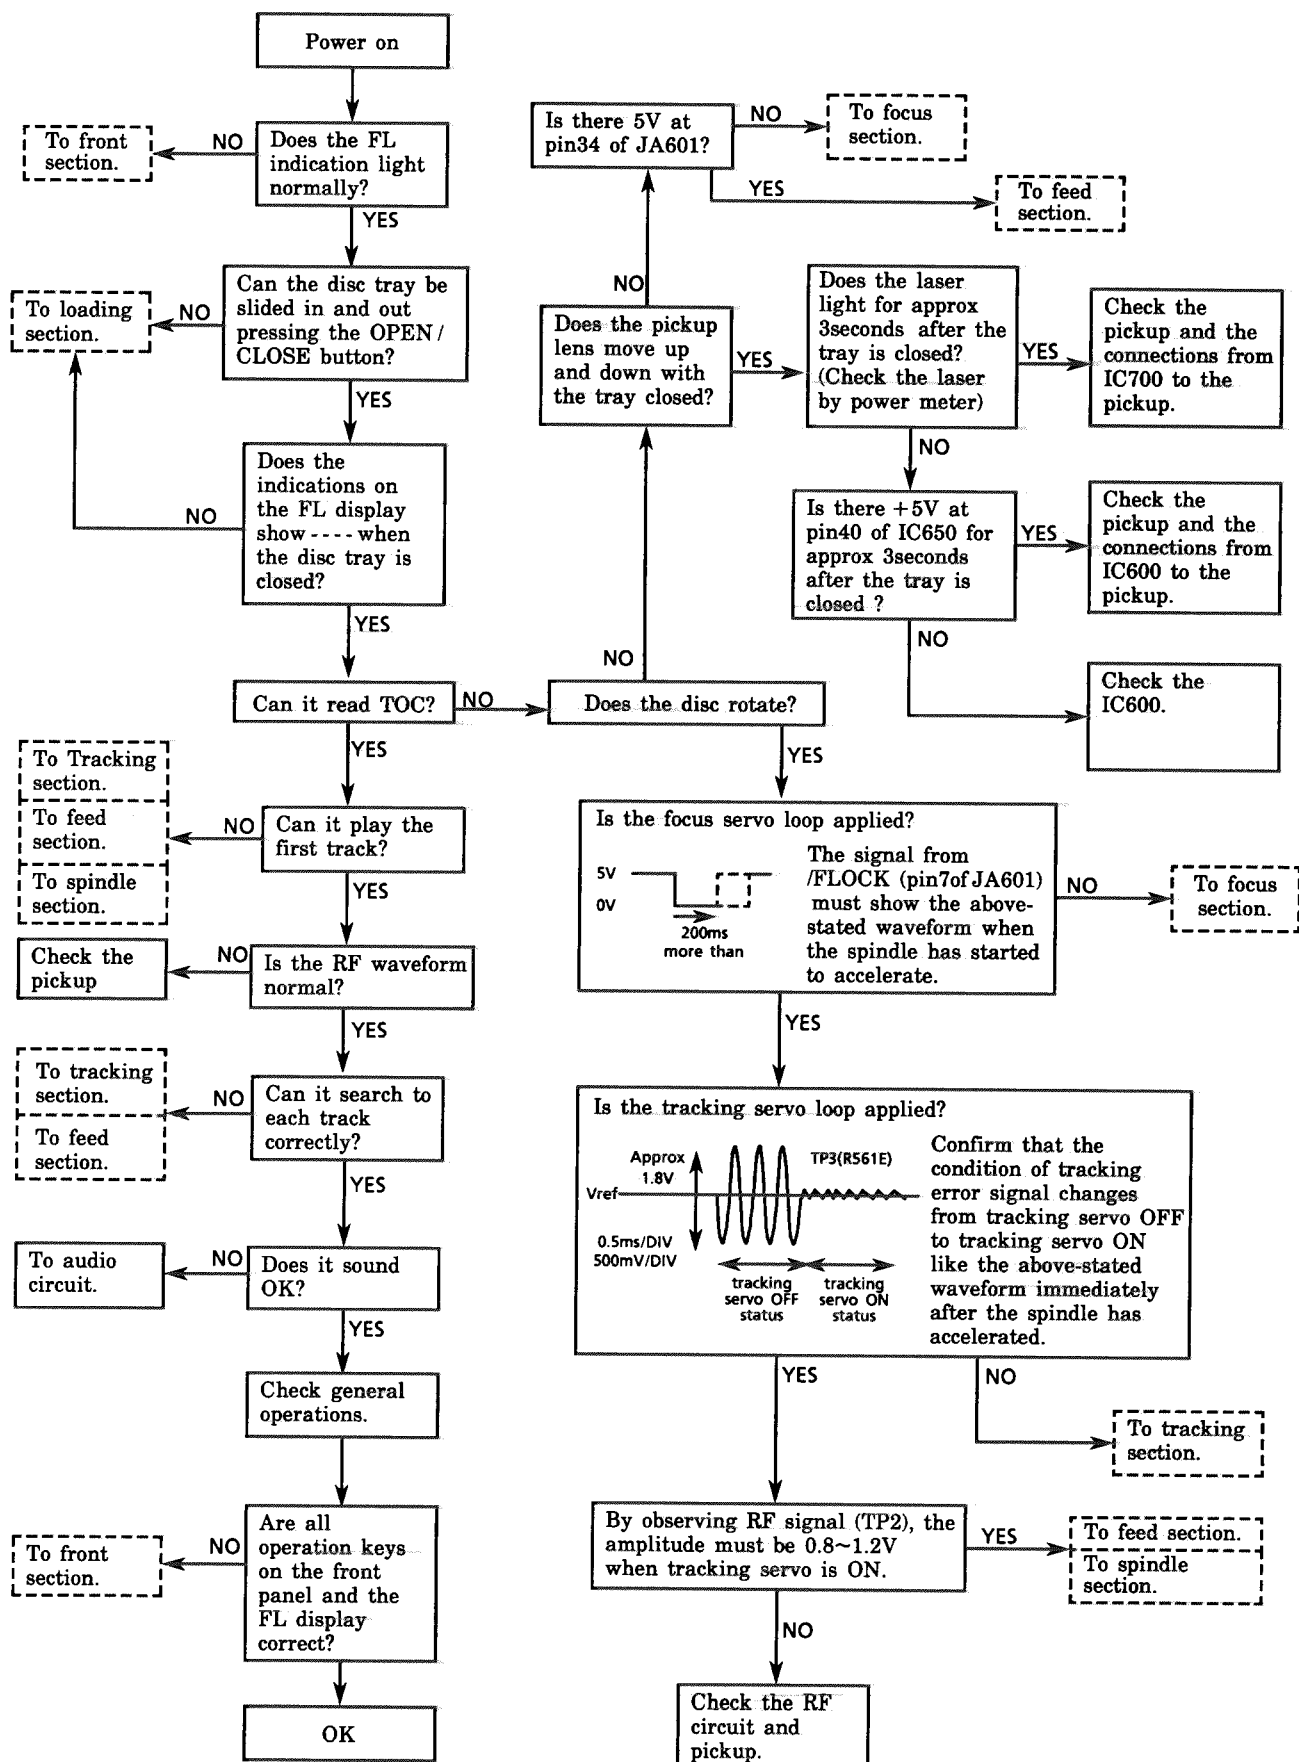 Power on
Does the FL
indication light
normally?
NO
To front
section.
YES
Can the disc tray be
slided in and out
pressing the OPEN /
CLOSE button?
NO
To loading
section.
YES
Does the
indications on
the FL display
show ---- when
the disc tray is
closed?
NO
YES
Can it read TOC?
NO
YES
Can it play the
first track?
NO
To Tracking
section.
To feed
section.
To spindle
section.
YES
Is the RF waveform
normal?
NO
Check the
pickup
YES
Can it search to
each track
correctly?
NO
To tracking
section.
To feed
section.
YES
Does it sound
OK?
NO
To audio
circuit.
YES
Check general
operations.
Are all
operation keys
on the front
panel and the
FL display
correct?
NO
To front
section.
OK
Does the disc rotate?
NO
Does the pickup
lens move up
and down with
the tray closed?
NO
Is there 5V at
pin34 of JA601?
NO
To focus
section.
YES
To feed
section.
YES
Does the laser
light for approx
3seconds after the
tray is closed?
(Check the laser
by power meter)
YES
Check the
pickup and the
connections from
IC700 to the
pickup.
NO
Is there +5V at
pin40 of IC650 for
approx 3seconds
after the tray is
closed ?
YES
Check the
pickup and the
connections from
IC600 to the
pickup.
NO
Check the
IC600.
YES
Is the focus servo loop applied?
5V
0V
200ms
more than
The signal from
/FLOCK (pin7of JA601)
must show the above-
stated waveform when
the spindle has started
to accelerate.
NO
To focus
section.
YES
Is the tracking servo loop applied?
Approx
1.8V
TP3(R561E)
Vref
0.5ms/DIV
500mV/DIV
tracking
servo OFF
status
tracking
servo ON
status
Confirm that the
condition of tracking
error signal changes
from tracking servo OFF
to tracking servo ON
like the above-stated
waveform immediately
after the spindle has
accelerated.
YES
NO
To tracking
section.
By observing RF signal (TP2), the
amplitude must be 0.8~1.2V
when tracking servo is ON.
YES
To feed section.
To spindle
section.
NO
Check the RF
circuit and
pickup.